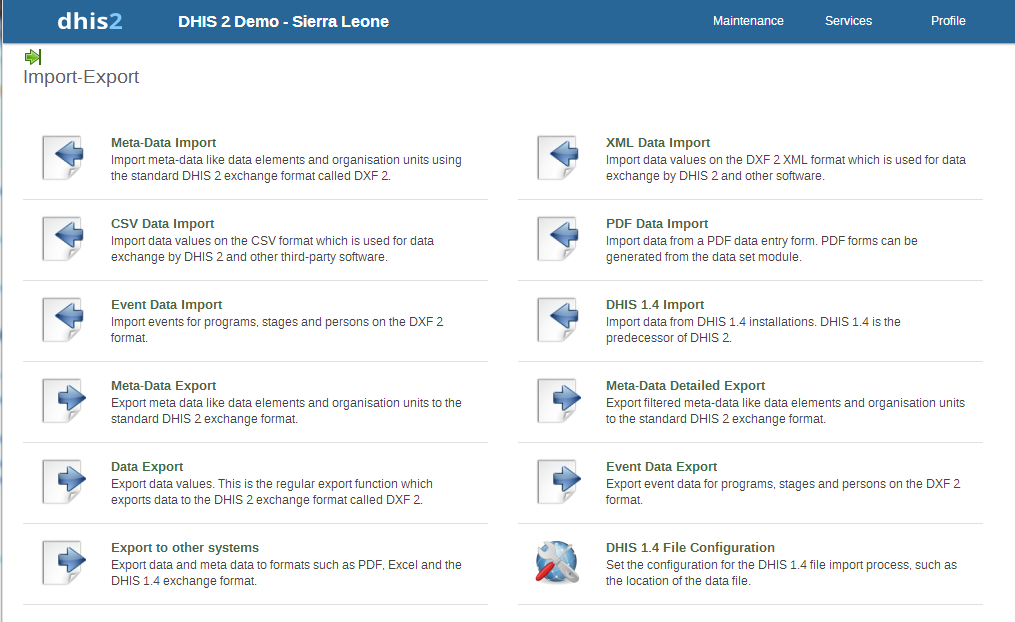 dhis2
DHIS 2 Demo - Sierra Leone
Maintenance
Services
Profile
Import-Export
Meta-Data Import
Import meta-data like data elements and organisation units using
the standard DHIS 2 exchange format called DXF 2.
XML Data Import
Import data values on the DXF 2 XML format which is used for data
exchange by DHIS 2 and other software.
CSV Data Import
Import data values on the CSV format which is used for data
exchange by DHIS 2 and other third-party software.
PDF Data Import
Import data from a PDF data entry form. PDF forms can be
generated from the data set module.
Event Data Import
Import events for programs, stages and persons on the DXF 2
format.
DHIS 1.4 Import
Import data from DHIS 1.4 installations. DHIS 1.4 is the
predecessor of DHIS 2.
Meta-Data Export
Export meta data like data elements and organisation units to the
standard DHIS 2 exchange format.
Meta-Data Detailed Export
Export filtered meta-data like data elements and organisation units
to the standard DHIS 2 exchange format.
Data Export
Export data values. This is the regular export function which
exports data to the DHIS 2 exchange format called DXF 2.
Event Data Export
Export event data for programs, stages and persons on the DXF 2
format.
Export to other systems
Export data and meta data to formats such as PDF, Excel and the
DHIS 1.4 exchange format.
DHIS 1.4 File Configuration
Set the configuration for the DHIS 1.4 file import process, such as
the location of the data file.